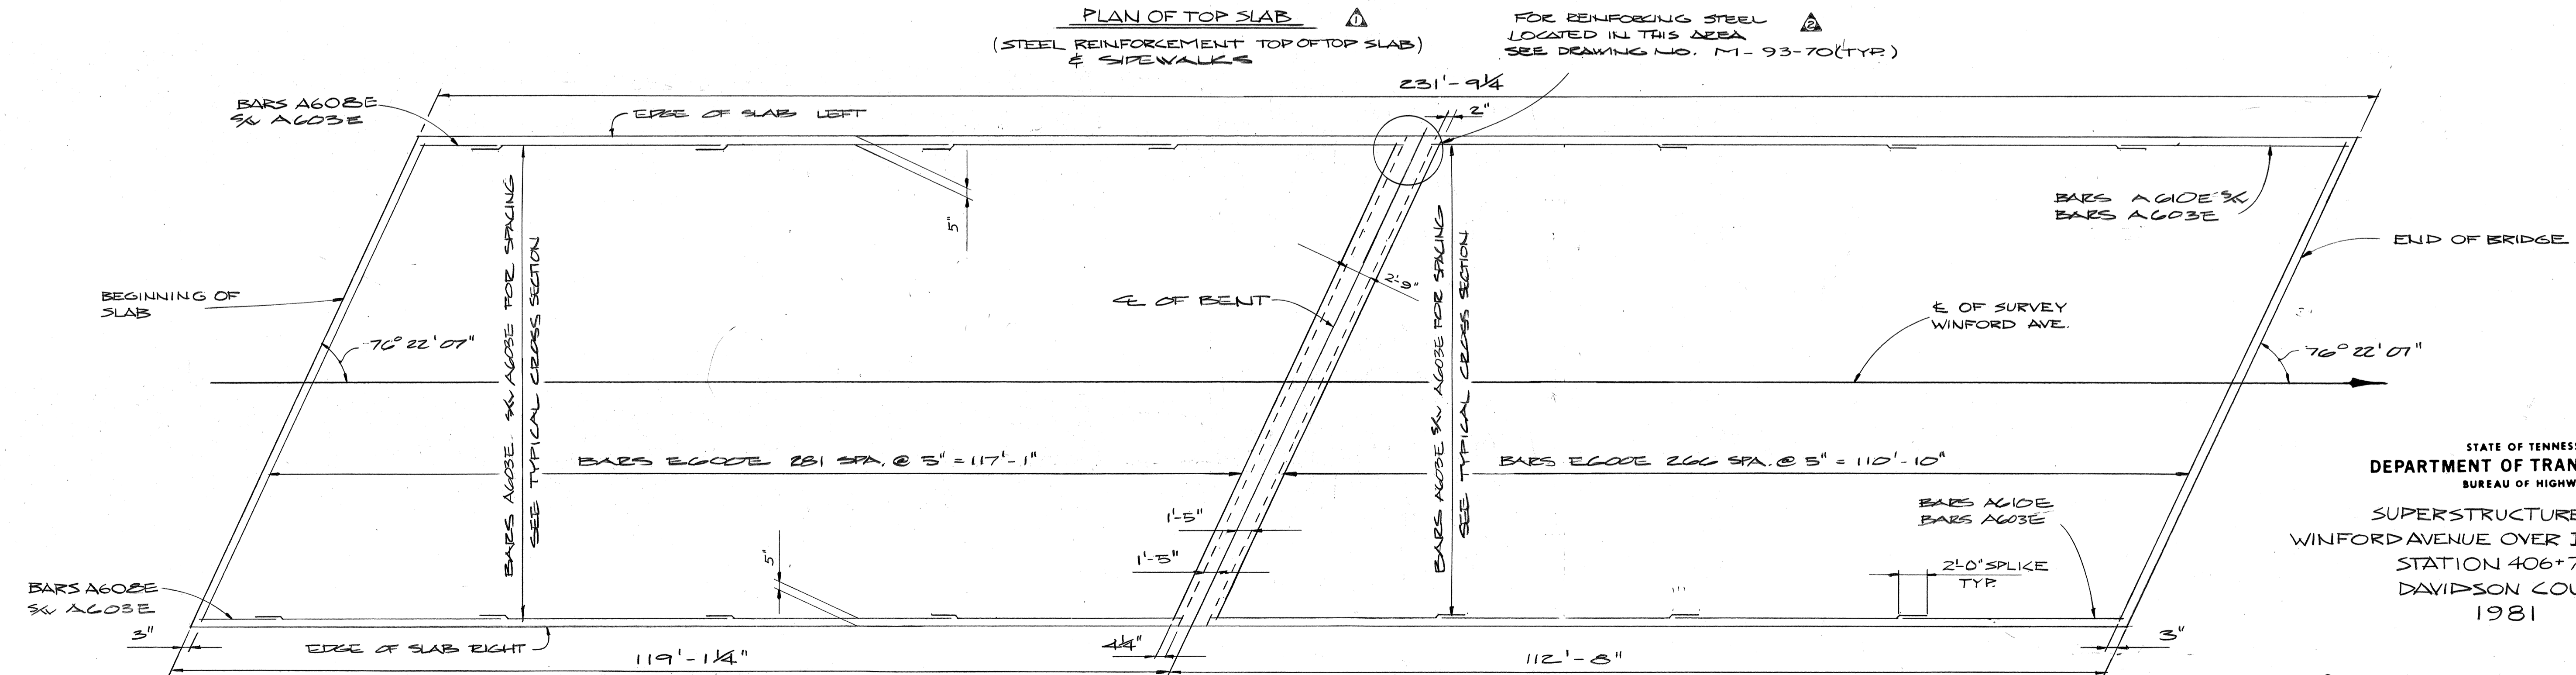 PLAN OF TOP SLAB
1
(STEEL REINFORCEMENT TOP OF TOP SLAB)
& SIDEWALKS
FOR REINFORCING STEEL
2
LOCATED IN THIS AREA
SEE DRAWING NO. M-93-70(TYP.)
231'-9¼
2"
BARS A608E
S/W A603E
EDGE OF SLAB LEFT
5"
BARS A603E S/W A603E FOR SPACING
SEE TYPICAL CROSS SECTION
BARS A603E S/W A603E FOR SPACING
SEE TYPICAL CROSS SECTION
BARS A610E S/W
BARS A603E
END OF BRIDGE
BEGINNING OF
SLAB
76° 22' 07"
℄ OF BENT
2'-9"
℄ OF SURVEY
WINFORD AVE.
76° 22' 07"
BARS E600E 281 SPA. @ 5" = 117'-1"
BARS E600E 266 SPA. @ 5" = 110'-10"
1'-5"
1'-5"
BARS A610E
BARS A603E
2'-0" SPLICE
TYP.
5"
BARS A608E
S/W A603E
3"
EDGE OF SLAB RIGHT
119'-1¼"
4¼"
112'-8"
3"
STATE OF TENNESS
DEPARTMENT OF TRAN
BUREAU OF HIGHW
SUPERSTRUCTURE
WINFORD AVENUE OVER I
STATION 406+7
DAVIDSON COU
1981